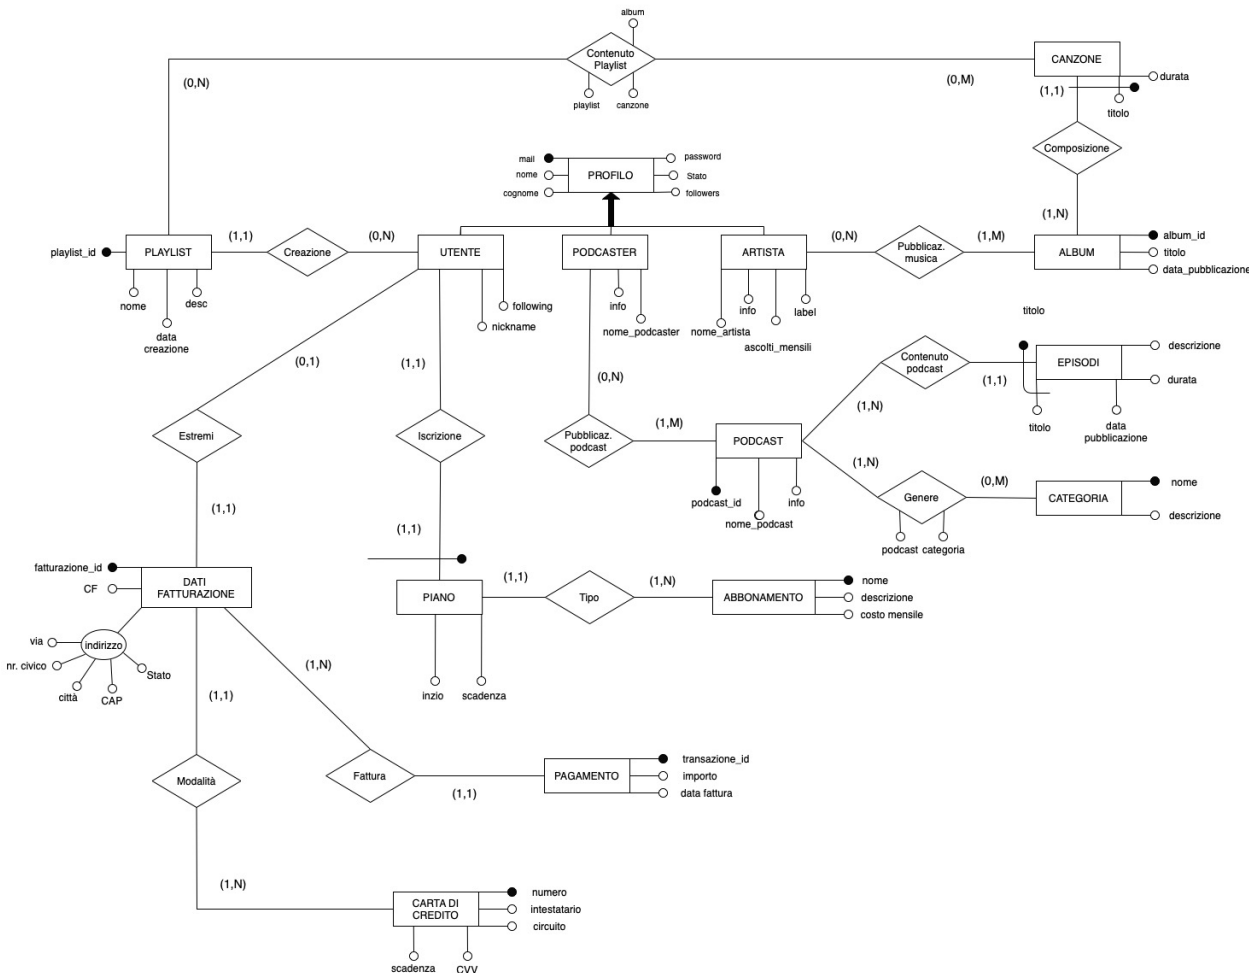 album
Contenuto
Playlist
playlist
canzone
(0,N)
(0,M)
CANZONE
durata
(1,1)
titolo
Composizione
(1,N)
mail
nome
cognome
PROFILO
password
Stato
followers
playlist_id
PLAYLIST
(1,1)
Creazione
(0,N)
UTENTE
PODCASTER
ARTISTA
(0,N)
Pubblicaz.
musica
(1,M)
ALBUM
album_id
titolo
data_pubblicazione
nome
desc
data
creazione
following
nickname
info
nome_podcaster
info
label
nome_artista
ascolti_mensili
titolo
(0,1)
(1,1)
(0,N)
Contenuto
podcast
(1,1)
EPISODI
descrizione
durata
titolo
data
pubblicazione
(1,N)
Estremi
Iscrizione
Pubblicaz.
podcast
(1,M)
PODCAST
(1,N)
podcast_id
info
nome_podcast
Genere
(0,M)
CATEGORIA
nome
descrizione
podcast
categoria
(1,1)
(1,1)
fatturazione_id
CF
DATI
FATTURAZIONE
PIANO
(1,1)
Tipo
(1,N)
ABBONAMENTO
nome
descrizione
costo mensile
indirizzo
via
nr. civico
città
CAP
Stato
inzio
scadenza
(1,N)
(1,1)
Modalità
Fattura
(1,1)
PAGAMENTO
transazione_id
importo
data fattura
(1,N)
CARTA DI
CREDITO
numero
intestatario
circuito
scadenza
CVV